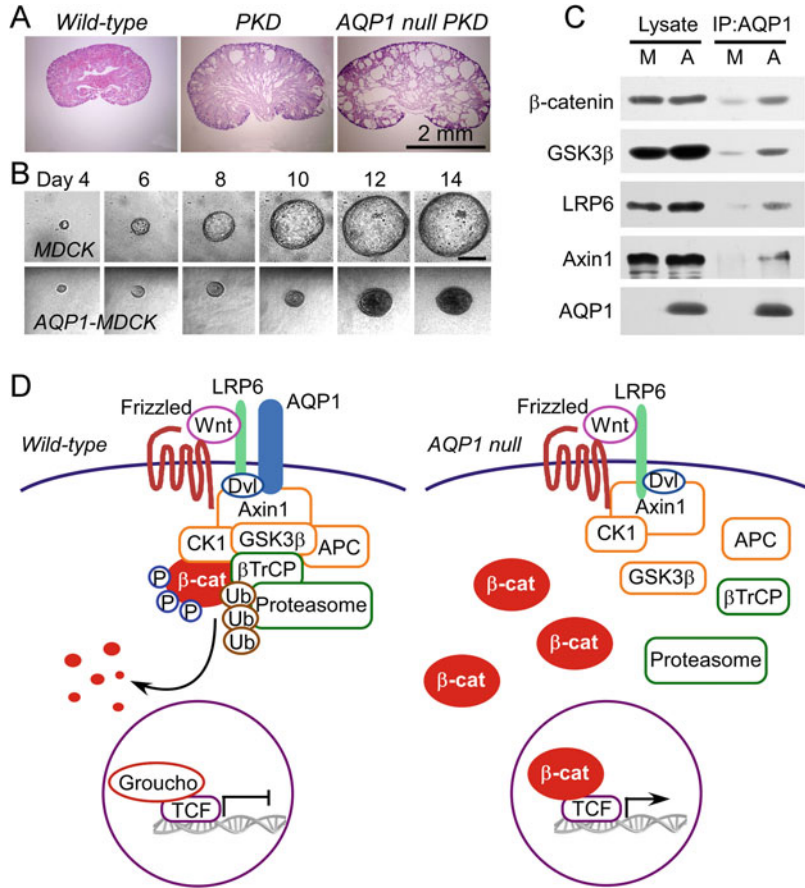 A
Wild-type
PKD
AQP1 null PKD
2 mm
B
Day 4
6
8
10
12
14
MDCK
AQP1-MDCK
C
Lysate
IP:AQP1
M
A
M
A
β-catenin
GSK3β
LRP6
Axin1
AQP1
D
Wild-type
Frizzled
Wnt
LRP6
AQP1
Dvl
Axin1
CK1
GSK3β
APC
β-cat
βTrCP
P
P
P
Ub
Ub
Ub
Proteasome
Groucho
TCF
AQP1 null
Frizzled
Wnt
LRP6
Dvl
Axin1
CK1
APC
GSK3β
βTrCP
β-cat
β-cat
β-cat
Proteasome
β-cat
TCF